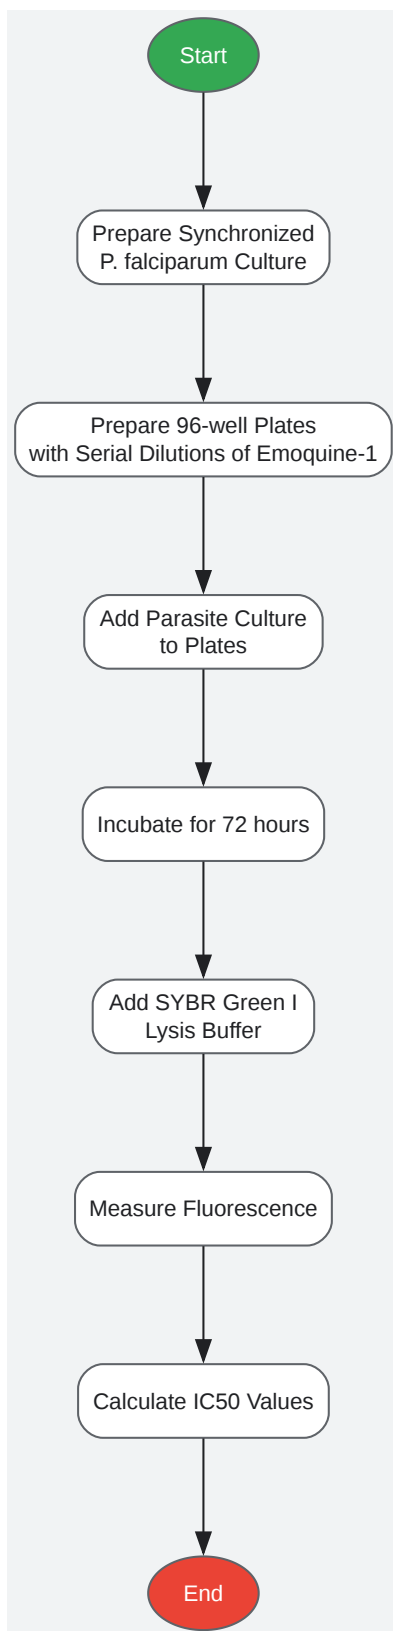 Start
Prepare Synchronized
P. falciparum Culture
Prepare 96-well Plates
with Serial Dilutions of Emoquine-1
Add Parasite Culture
to Plates
Incubate for 72 hours
Add SYBR Green I
Lysis Buffer
Measure Fluorescence
Calculate IC50 Values
End